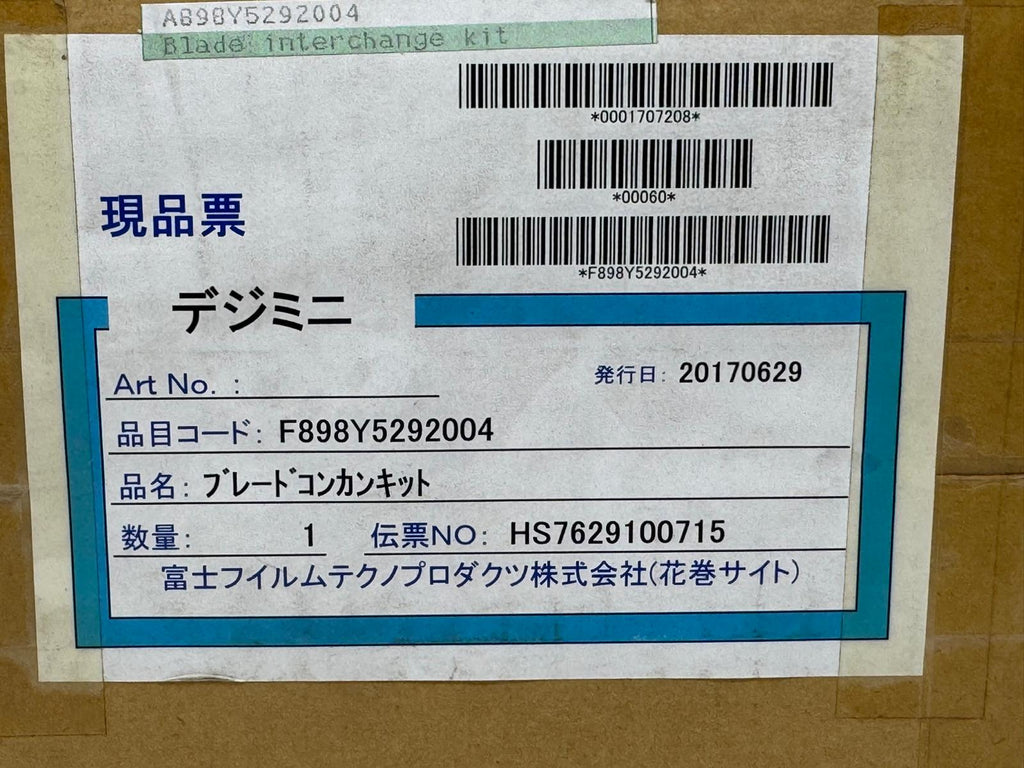 A898Y5292004
Blade interchange kit
*0001707208*
*00060*
*F898Y5292004*
現品票
デジミニ
Art No. :
発行日: 20170629
品目コード: F898Y5292004
品名: ブレードコンカンキット
数量: 1 伝票NO: HS7629100715
富士フイルムテクノプロダクツ株式会社(花巻サイト)